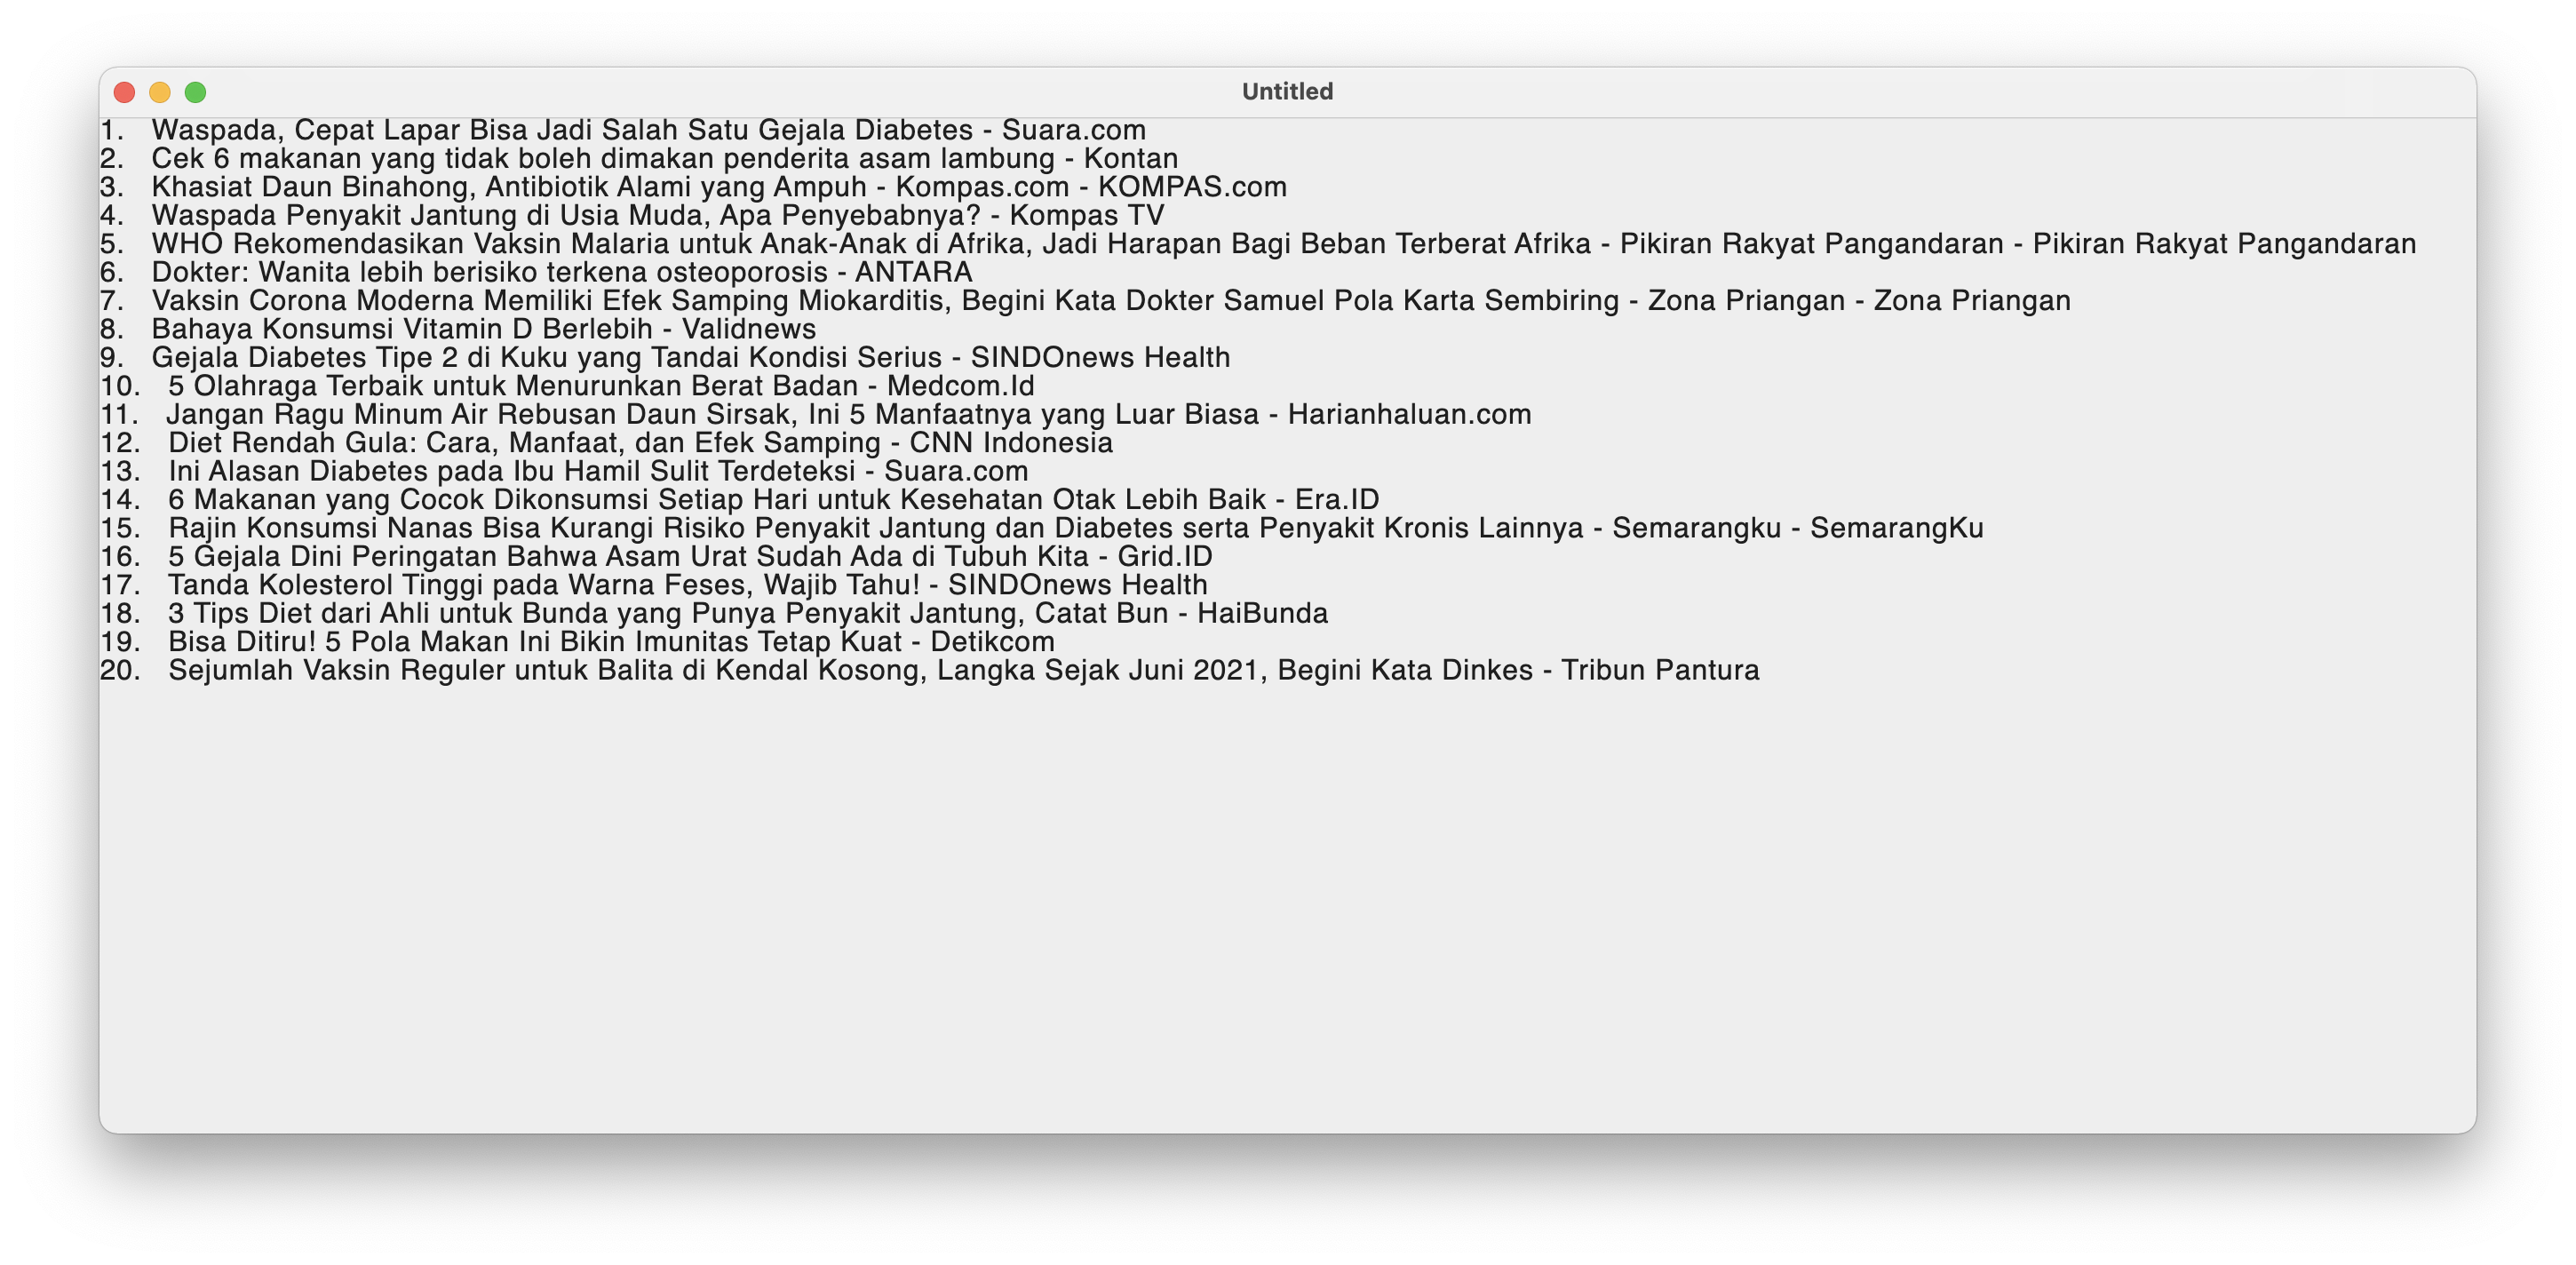 Untitled
1. Waspada, Cepat Lapar Bisa Jadi Salah Satu Gejala Diabetes - Suara.com
2. Cek 6 makanan yang tidak boleh dimakan penderita asam lambung - Kontan
3. Khasiat Daun Binahong, Antibiotik Alami yang Ampuh - Kompas.com - KOMPAS.com
4. Waspada Penyakit Jantung di Usia Muda, Apa Penyebabnya? - Kompas TV
5. WHO Rekomendasikan Vaksin Malaria untuk Anak-Anak di Afrika, Jadi Harapan Bagi Beban Terberat Afrika - Pikiran Rakyat Pangandaran - Pikiran Rakyat Pangandaran
6. Dokter: Wanita lebih berisiko terkena osteoporosis - ANTARA
7. Vaksin Corona Moderna Memiliki Efek Samping Miokarditis, Begini Kata Dokter Samuel Pola Karta Sembiring - Zona Priangan - Zona Priangan
8. Bahaya Konsumsi Vitamin D Berlebih - Validnews
9. Gejala Diabetes Tipe 2 di Kuku yang Tandai Kondisi Serius - SINDOnews Health
10. 5 Olahraga Terbaik untuk Menurunkan Berat Badan - Medcom.Id
11. Jangan Ragu Minum Air Rebusan Daun Sirsak, Ini 5 Manfaatnya yang Luar Biasa - Harianhaluan.com
12. Diet Rendah Gula: Cara, Manfaat, dan Efek Samping - CNN Indonesia
13. Ini Alasan Diabetes pada Ibu Hamil Sulit Terdeteksi - Suara.com
14. 6 Makanan yang Cocok Dikonsumsi Setiap Hari untuk Kesehatan Otak Lebih Baik - Era.ID
15. Rajin Konsumsi Nanas Bisa Kurangi Risiko Penyakit Jantung dan Diabetes serta Penyakit Kronis Lainnya - Semarangku - SemarangKu
16. 5 Gejala Dini Peringatan Bahwa Asam Urat Sudah Ada di Tubuh Kita - Grid.ID
17. Tanda Kolesterol Tinggi pada Warna Feses, Wajib Tahu! - SINDOnews Health
18. 3 Tips Diet dari Ahli untuk Bunda yang Punya Penyakit Jantung, Catat Bun - HaiBunda
19. Bisa Ditiru! 5 Pola Makan Ini Bikin Imunitas Tetap Kuat - Detikcom
20. Sejumlah Vaksin Reguler untuk Balita di Kendal Kosong, Langka Sejak Juni 2021, Begini Kata Dinkes - Tribun Pantura